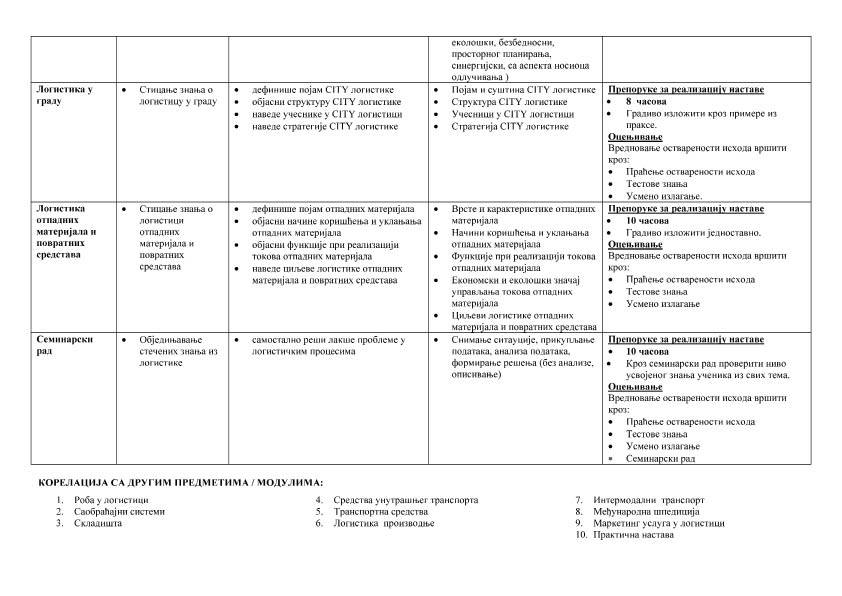 еколошки, безбедносни,
просторног планирања,
синергијски, са аспекта носиоца
одлучивања )
Логистика у
граду
• Стицање знања о
логистицу у граду
• дефинише појам CITY логистике
• објасни структуру CITY логистике
• наведе учеснике у CITY логистици
• наведе стратегије CITY логистике
• Појам и суштина CITY логистике
• Структура CITY логистике
• Учесници у CITY логистици
• Стратегија CITY логистике
Препоруке за реализацију наставе
• 8 часова
• Градиво изложити кроз примере из
праксе.
Оцењивање
Вредновање остварености исхода вршити
кроз:
• Праћење остварености исхода
• Тестове знања
• Усмено излагање.
Логистика
отпадних
материјала и
повратних
средстава
• Стицање знања о
логистици
отпадних
материјала и
повратних
средстава
• дефинише појам отпадних материјала
• објасни начине коришћења и уклањања
отпадних материјала
• објасни функције при реализацији
токова отпадних материјала
• наведе циљеве логистике отпадних
материјала и повратних средстава
• Врсте и карактеристике отпадних
материјала
• Начини коришћења и уклањања
отпадних материјала
• Функције при реализацији токова
отпадних материјала
• Економски и еколошки значај
управљања токова отпадних
материјала
• Циљеви логистике отпадних
материјала и повратних средстава
Препоруке за реализацију наставе
• 10 часова
• Градиво изложити једноставно.
Оцењивање
Вредновање остварености исхода вршити
кроз:
• Праћење остварености исхода
• Тестове знања
• Усмено излагање
Семинарски
рад
• Обједињавање
стечених знања из
логистике
• самостално реши лакше проблеме у
логистичким процесима
• Снимање ситуације, прикупљање
података, анализа података,
формирање решења (без анализе,
описивање)
Препоруке за реализацију наставе
• 10 часова
• Кроз семинарски рад проверити ниво
усвојеног знања ученика из свих тема.
Оцењивање
Вредновање остварености исхода вршити
кроз:
• Праћење остварености исхода
• Тестове знања
• Усмено излагање
• Семинарски рад
КОРЕЛАЦИЈА СА ДРУГИМ ПРЕДМЕТИМА / МОДУЛИМА:
1. Роба у логистици
2. Саобраћајни системи
3. Складишта
4. Средства унутрашњег транспорта
5. Транспортна средства
6. Логистика производње
7. Интермодални транспорт
8. Међународна шпедиција
9. Маркетинг услуга у логистици
10. Практична настава